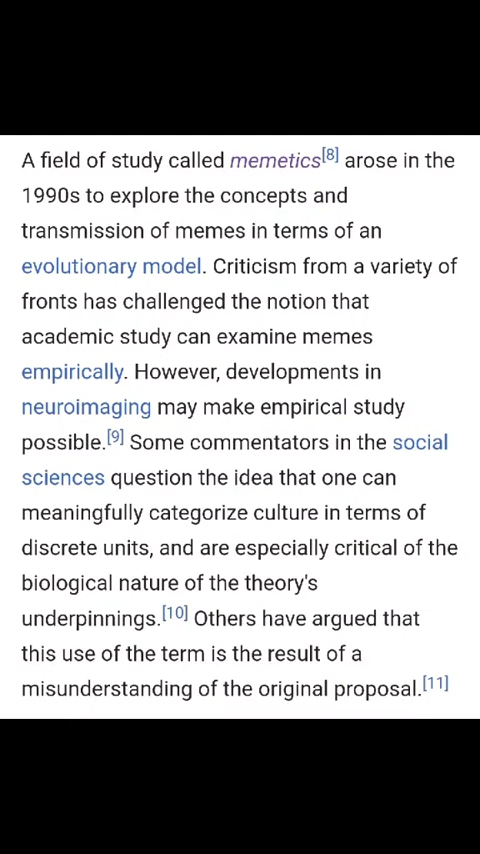 A field of study called memetics[8] arose in the
1990s to explore the concepts and
transmission of memes in terms of an
evolutionary model. Criticism from a variety of
fronts has challenged the notion that
academic study can examine memes
empirically. However, developments in
neuroimaging may make empirical study
possible.[9] Some commentators in the social
sciences question the idea that one can
meaningfully categorize culture in terms of
discrete units, and are especially critical of the
biological nature of the theory's
underpinnings.[10] Others have argued that
this use of the term is the result of a
misunderstanding of the original proposal.[11]